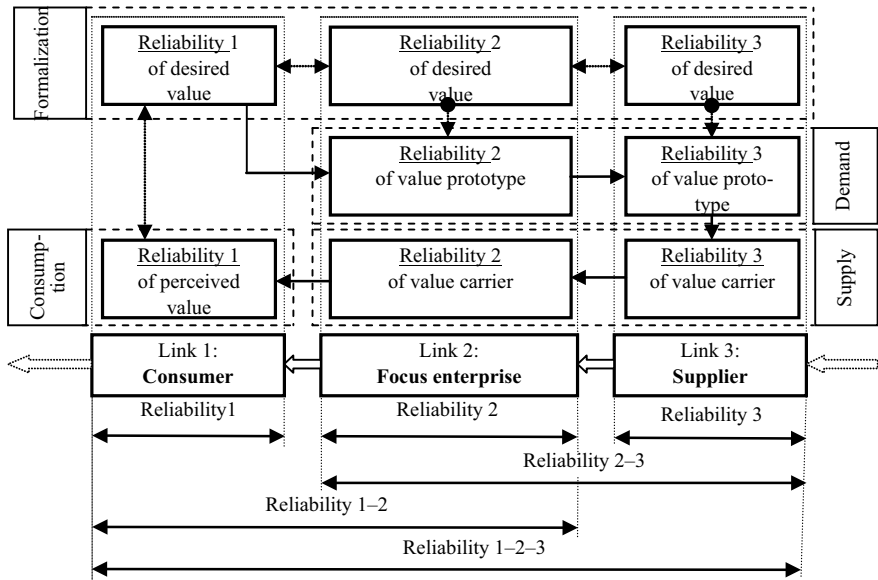 Formalization
Reliability 1
of desired
value
Reliability 2
of desired
value
Reliability 3
of desired
value
Reliability 2
of value prototype
Reliability 3
of value proto-
type
Demand
Consump-
tion
Reliability 1
of perceived
value
Reliability 2
of value carrier
Reliability 3
of value carrier
Supply
Link 1:
Consumer
Link 2:
Focus enterprise
Link 3:
Supplier
Reliability1
Reliability 2
Reliability 3
Reliability 2–3
Reliability 1–2
Reliability 1–2–3